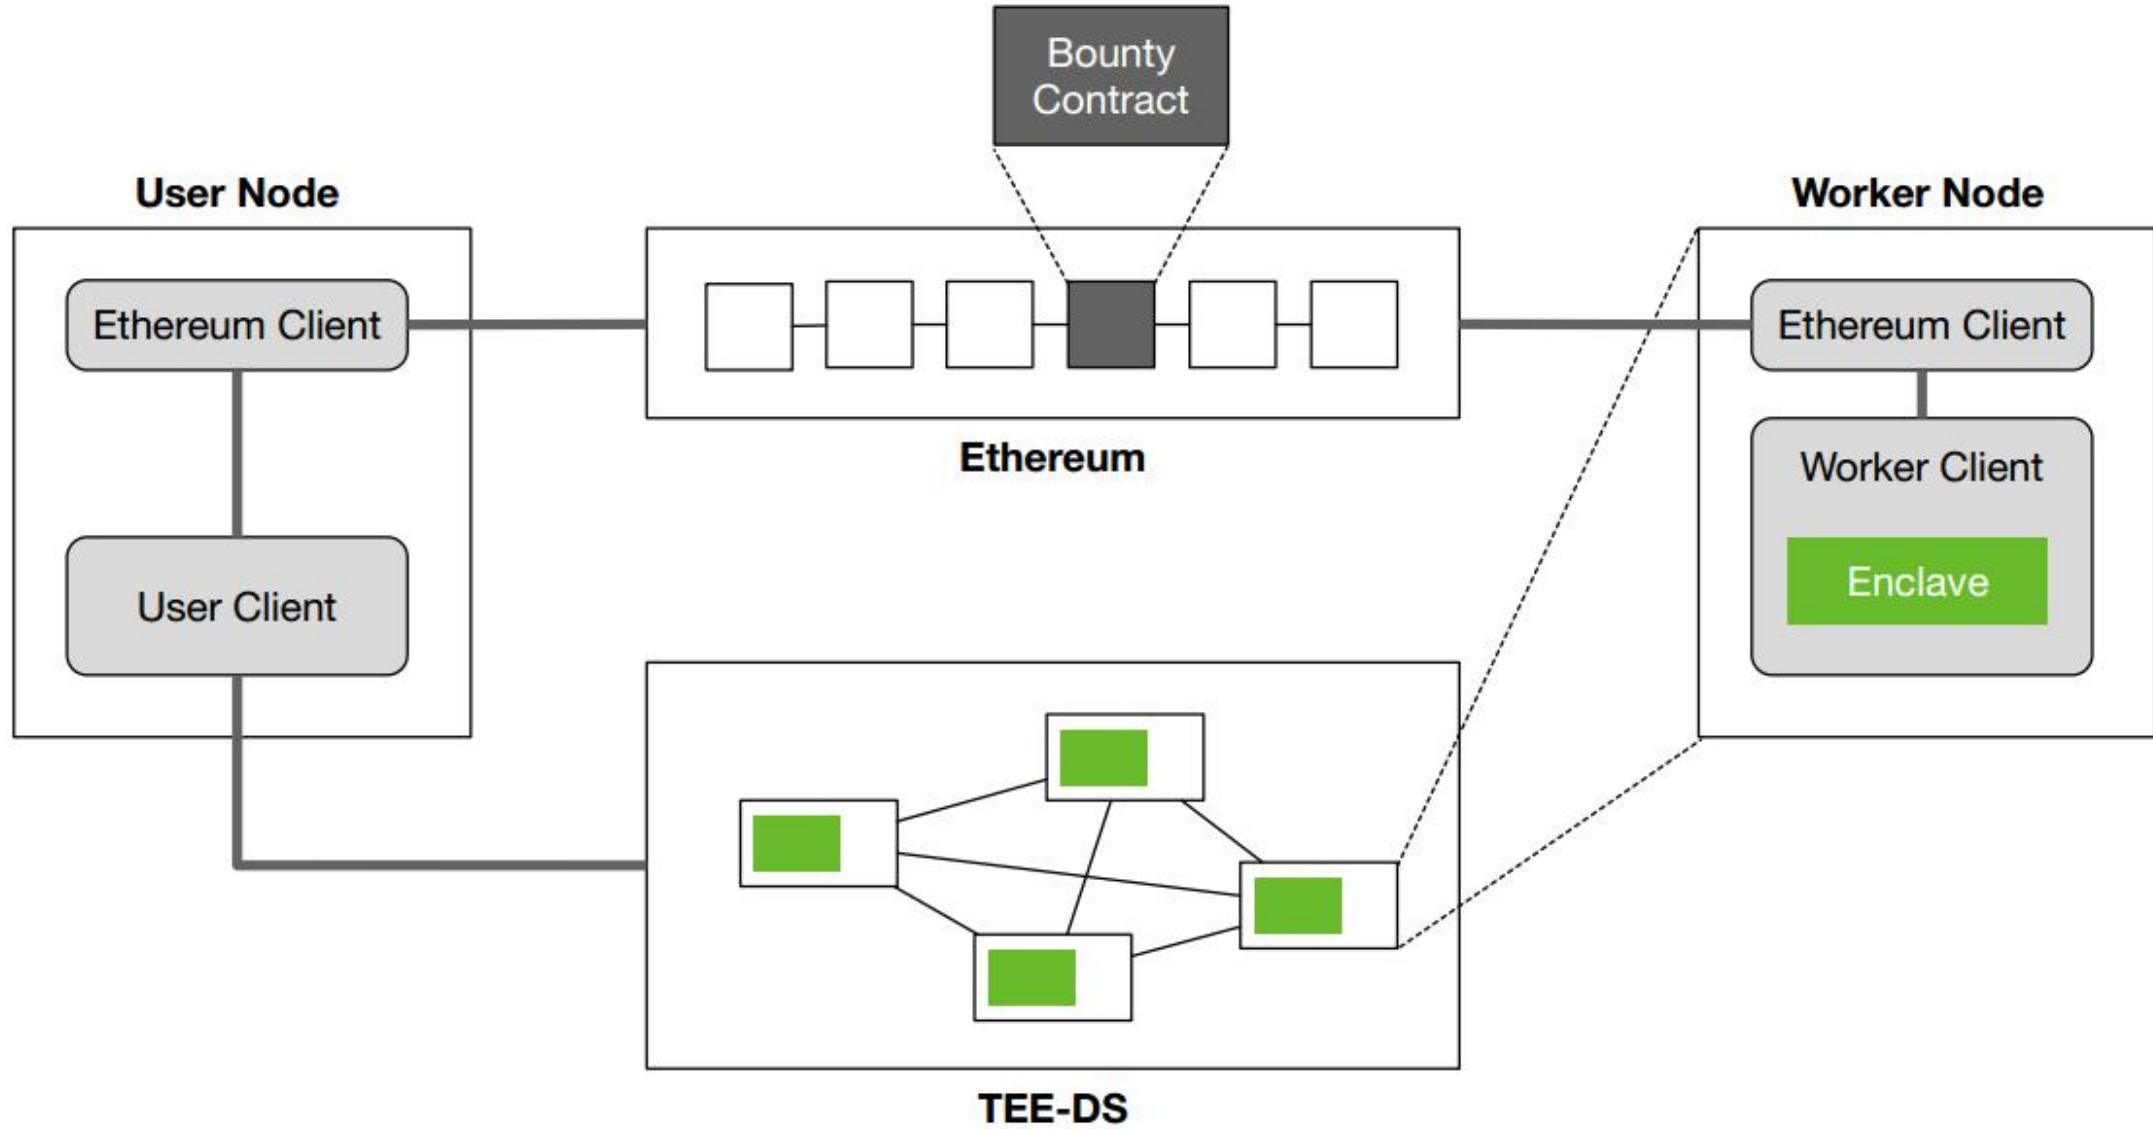 Bounty
Contract
User Node
Worker Node
Ethereum Client
Ethereum Client
Ethereum
Worker Client
Enclave
User Client
TEE-DS